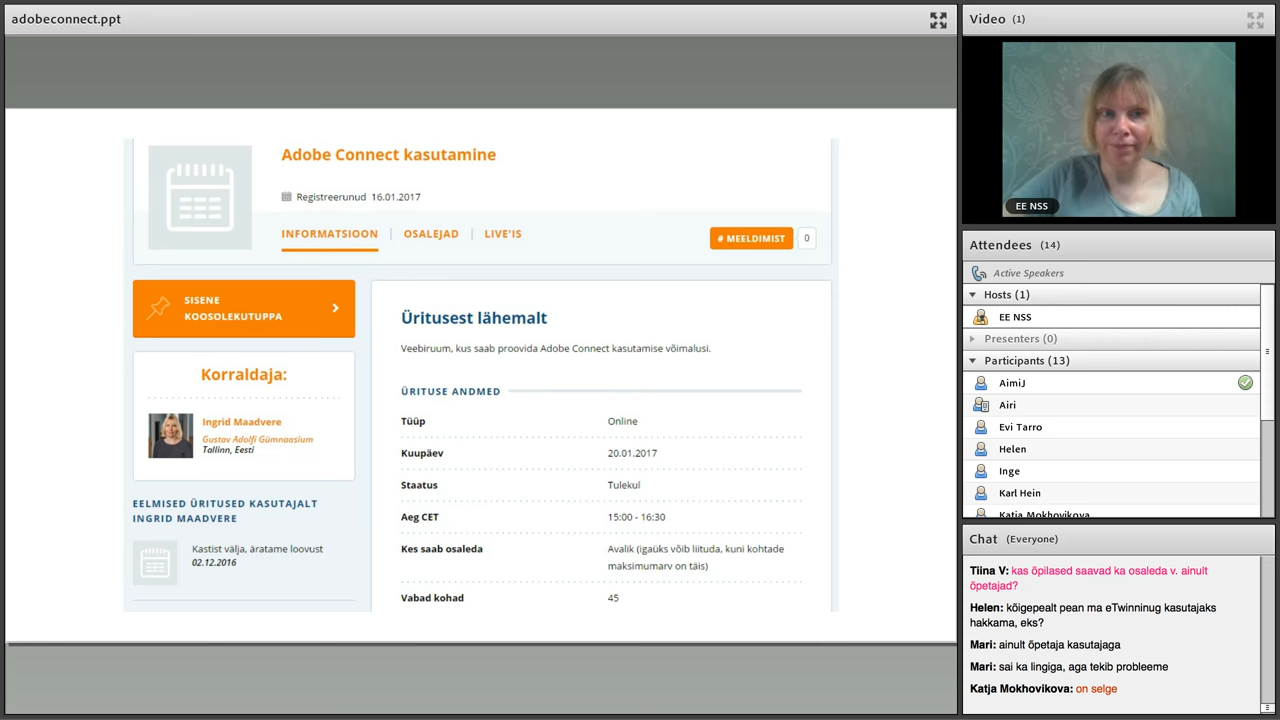 adobeconnect.ppt
Adobe Connect kasutamine
Registreerunud 16.01.2017
INFORMATSIOON
OSALEJAD
LIVE'IS
# MEELDIMIST
0
SISENE
KOOSOLEKUTUPPA
Korraldaja:
Ingrid Maadvere
Gustav Adolfi Gümnaasium
Tallinn, Eesti
EELMISED ÜRITUSED KASUTAJALT
INGRID MAADVERE
Kastist välja, äratame loovust
02.12.2016
Üritusest lähemalt
Veebiruum, kus saab proovida Adobe Connect kasutamise võimalusi.
ÜRITUSE ANDMED
Tüüp Online
Kuupäev 20.01.2017
Staatus Tulekul
Aeg CET 15:00 - 16:30
Kes saab osaleda Avalik (igaüks võib liituda, kuni kohtade
maksimumarv on täis)
Vabad kohad 45
Video (1)
EE NSS
Attendees (14)
Active Speakers
Hosts (1)
EE NSS
Presenters (0)
Participants (13)
AimiJ
Airi
Evi Tarro
Helen
Inge
Karl Hein
Katja Mokhovikova
Chat (Everyone)
Tiina V: kas õpilased saavad ka osaleda v. ainult
õpetajad?
Helen: kõigepealt pean ma eTwinninug kasutajaks
hakkama, eks?
Mari: ainult õpetaja kasutajaga
Mari: sai ka lingiga, aga tekib probleeme
Katja Mokhovikova: on selge